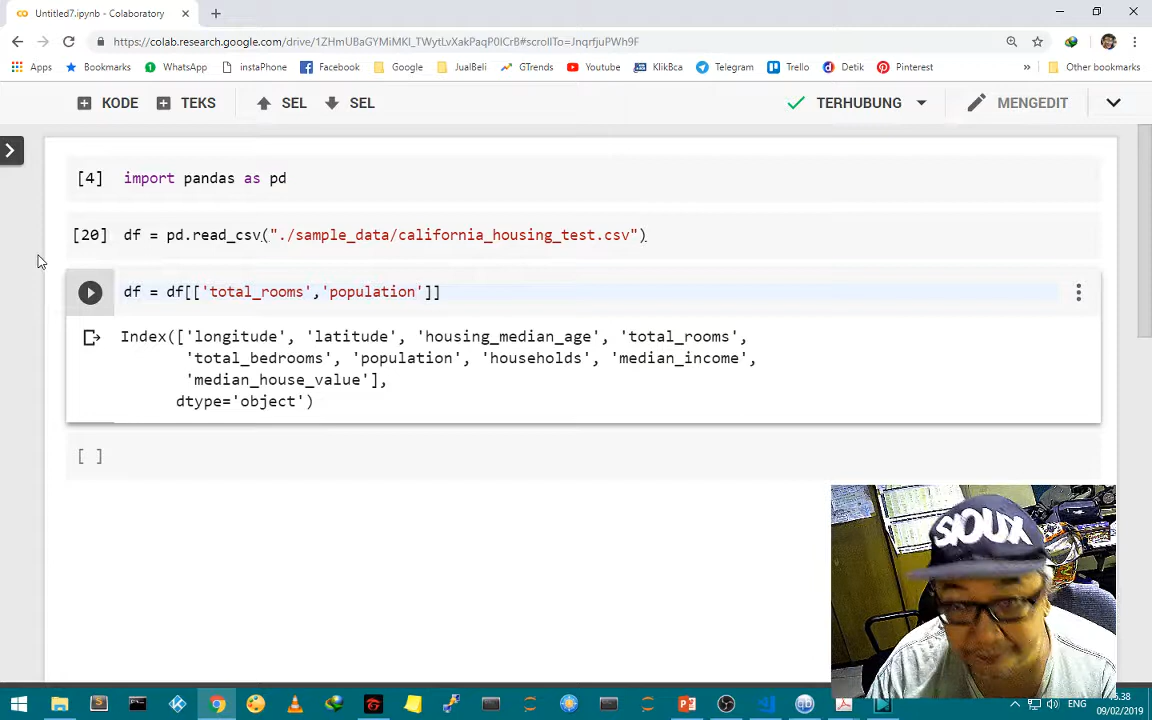 Untitled7.ipynb - Colaboratory
https://colab.research.google.com/drive/1ZHmUBaGYMiMKl_TWytLvXakPaqP0ICrB#scrollTo=JnqrfjuPWh9F
Apps Bookmarks WhatsApp instaPhone Facebook Google JualBeli GTrends Youtube KlikBca Telegram Trello Detik Pinterest » Other bookmarks
KODE TEKS SEL SEL TERHUBUNG MENGEDIT
[4] import pandas as pd
[20] df = pd.read_csv("./sample_data/california_housing_test.csv")
df = df[['total_rooms','population']]
Index(['longitude', 'latitude', 'housing_median_age', 'total_rooms',
'total_bedrooms', 'population', 'households', 'median_income',
'median_house_value'],
dtype='object')
[ ]
SIOUX
ENG
09/02/2019